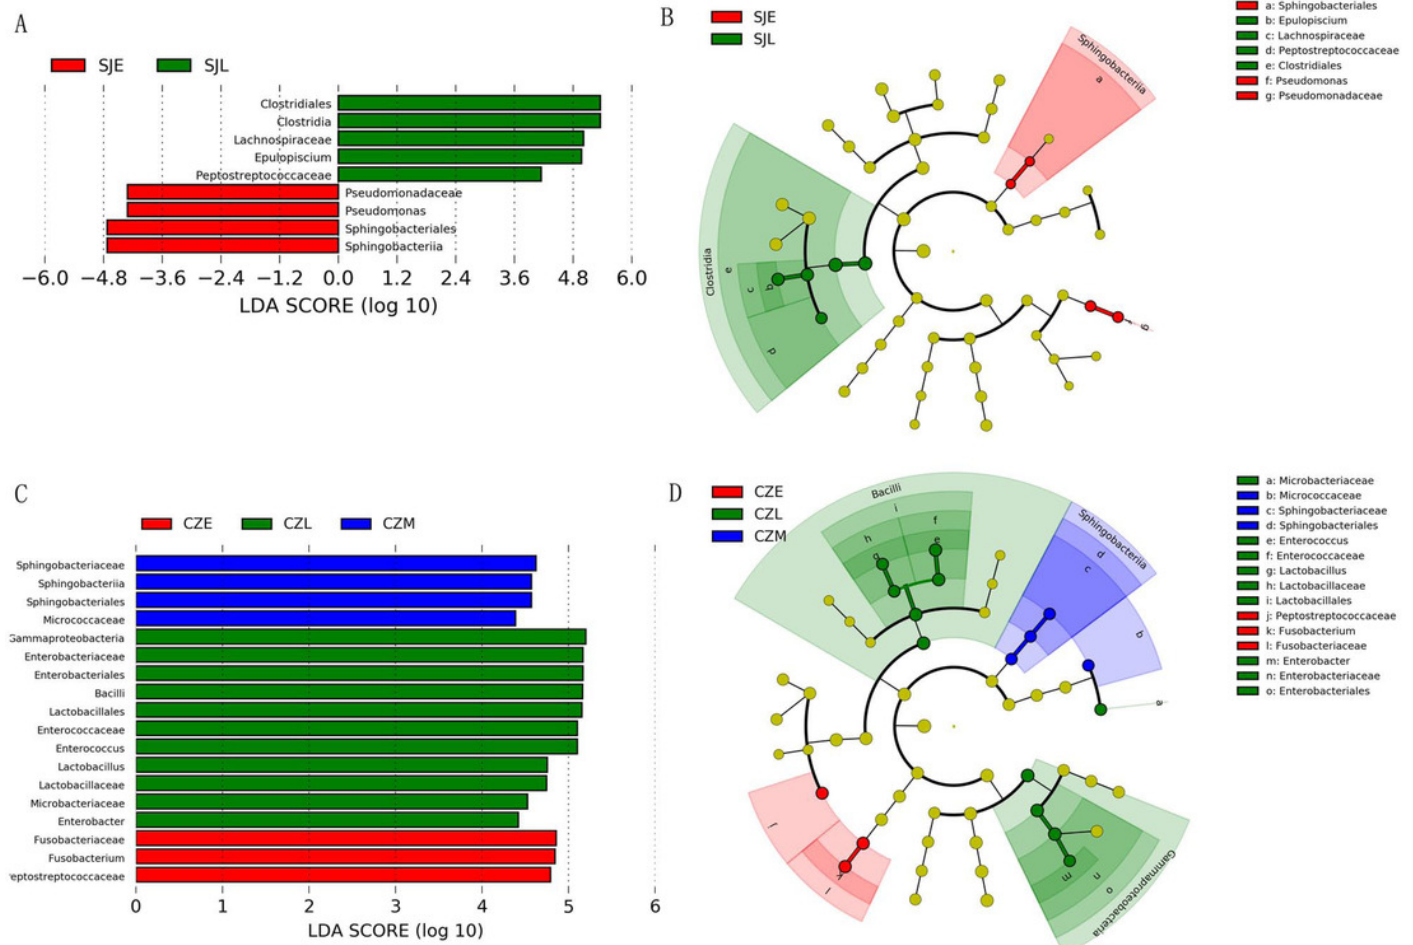 A
SJE
SJL
Clostridiales
Clostridia
Lachnospiraceae
Epulopiscium
Peptostreptococcaceae
Pseudomonadaceae
Pseudomonas
Sphingobacteriales
Sphingobacteriia
−6.0 −4.8 −3.6 −2.4 −1.2 0.0 1.2 2.4 3.6 4.8 6.0
LDA SCORE (log 10)
B
SJE
SJL
Sphingobacteriia
a
Clostridia
e
c
b
d
f
g
a: Sphingobacteriales
b: Epulopiscium
c: Lachnospiraceae
d: Peptostreptococcaceae
e: Clostridiales
f: Pseudomonas
g: Pseudomonadaceae
C
CZE CZL CZM
Sphingobacteriaceae
Sphingobacteriia
Sphingobacteriales
Micrococcaceae
Gammaproteobacteria
Enterobacteriaceae
Enterobacteriales
Bacilli
Lactobacillales
Enterococcaceae
Enterococcus
Lactobacillus
Lactobacillaceae
Microbacteriaceae
Enterobacter
Fusobacteriaceae
Fusobacterium
eptostreptococcaceae
0 1 2 3 4 5 6
LDA SCORE (log 10)
D
CZE
CZL
CZM
Bacilli
i
h
g
f
e
Sphingobacteriia
d
c
b
a
j
k
l
m
n
o
Gammaproteobacteria
a: Microbacteriaceae
b: Micrococcaceae
c: Sphingobacteriaceae
d: Sphingobacteriales
e: Enterococcus
f: Enterococcaceae
g: Lactobacillus
h: Lactobacillaceae
i: Lactobacillales
j: Peptostreptococcaceae
k: Fusobacterium
l: Fusobacteriaceae
m: Enterobacter
n: Enterobacteriaceae
o: Enterobacteriales